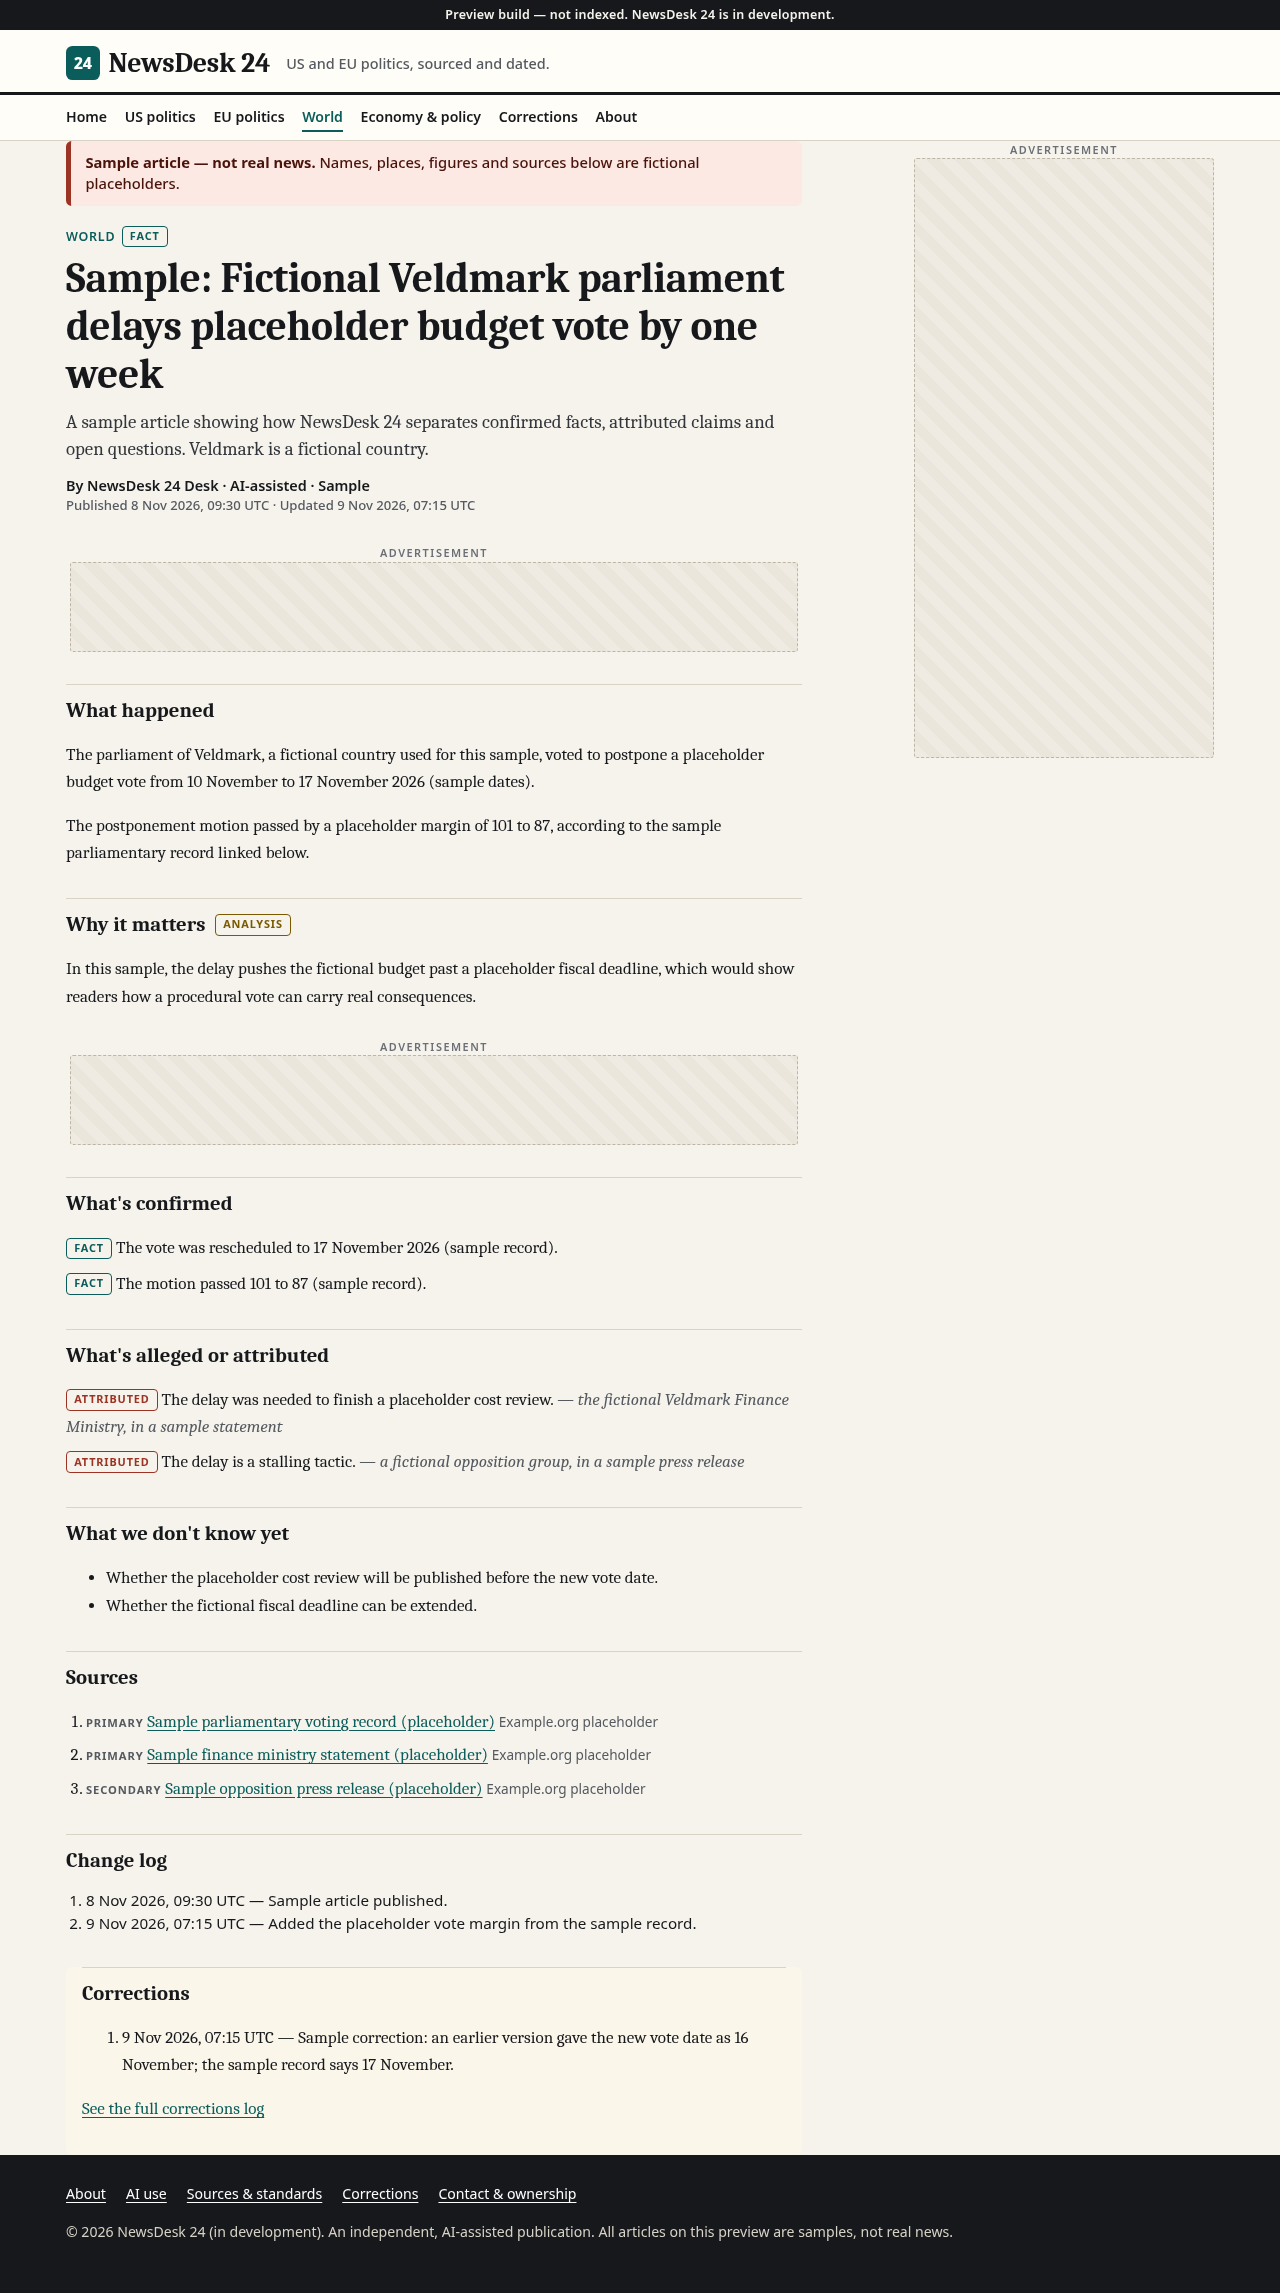 Preview build — not indexed. NewsDesk 24 is in development.
24 NewsDesk 24 US and EU politics, sourced and dated.
Home US politics EU politics World Economy & policy Corrections About
Sample article — not real news. Names, places, figures and sources below are fictional
placeholders.
ADVERTISEMENT
WORLD FACT
Sample: Fictional Veldmark parliament
delays placeholder budget vote by one
week
A sample article showing how NewsDesk 24 separates confirmed facts, attributed claims and
open questions. Veldmark is a fictional country.
By NewsDesk 24 Desk · AI-assisted · Sample
Published 8 Nov 2026, 09:30 UTC · Updated 9 Nov 2026, 07:15 UTC
ADVERTISEMENT
What happened
The parliament of Veldmark, a fictional country used for this sample, voted to postpone a placeholder
budget vote from 10 November to 17 November 2026 (sample dates).
The postponement motion passed by a placeholder margin of 101 to 87, according to the sample
parliamentary record linked below.
Why it matters ANALYSIS
In this sample, the delay pushes the fictional budget past a placeholder fiscal deadline, which would show
readers how a procedural vote can carry real consequences.
ADVERTISEMENT
What's confirmed
FACT The vote was rescheduled to 17 November 2026 (sample record).
FACT The motion passed 101 to 87 (sample record).
What's alleged or attributed
ATTRIBUTED The delay was needed to finish a placeholder cost review. — the fictional Veldmark Finance
Ministry, in a sample statement
ATTRIBUTED The delay is a stalling tactic. — a fictional opposition group, in a sample press release
What we don't know yet
• Whether the placeholder cost review will be published before the new vote date.
• Whether the fictional fiscal deadline can be extended.
Sources
1. PRIMARY Sample parliamentary voting record (placeholder) Example.org placeholder
2. PRIMARY Sample finance ministry statement (placeholder) Example.org placeholder
3. SECONDARY Sample opposition press release (placeholder) Example.org placeholder
Change log
1. 8 Nov 2026, 09:30 UTC — Sample article published.
2. 9 Nov 2026, 07:15 UTC — Added the placeholder vote margin from the sample record.
Corrections
1. 9 Nov 2026, 07:15 UTC — Sample correction: an earlier version gave the new vote date as 16
November; the sample record says 17 November.
See the full corrections log
About AI use Sources & standards Corrections Contact & ownership
© 2026 NewsDesk 24 (in development). An independent, AI-assisted publication. All articles on this preview are samples, not real news.